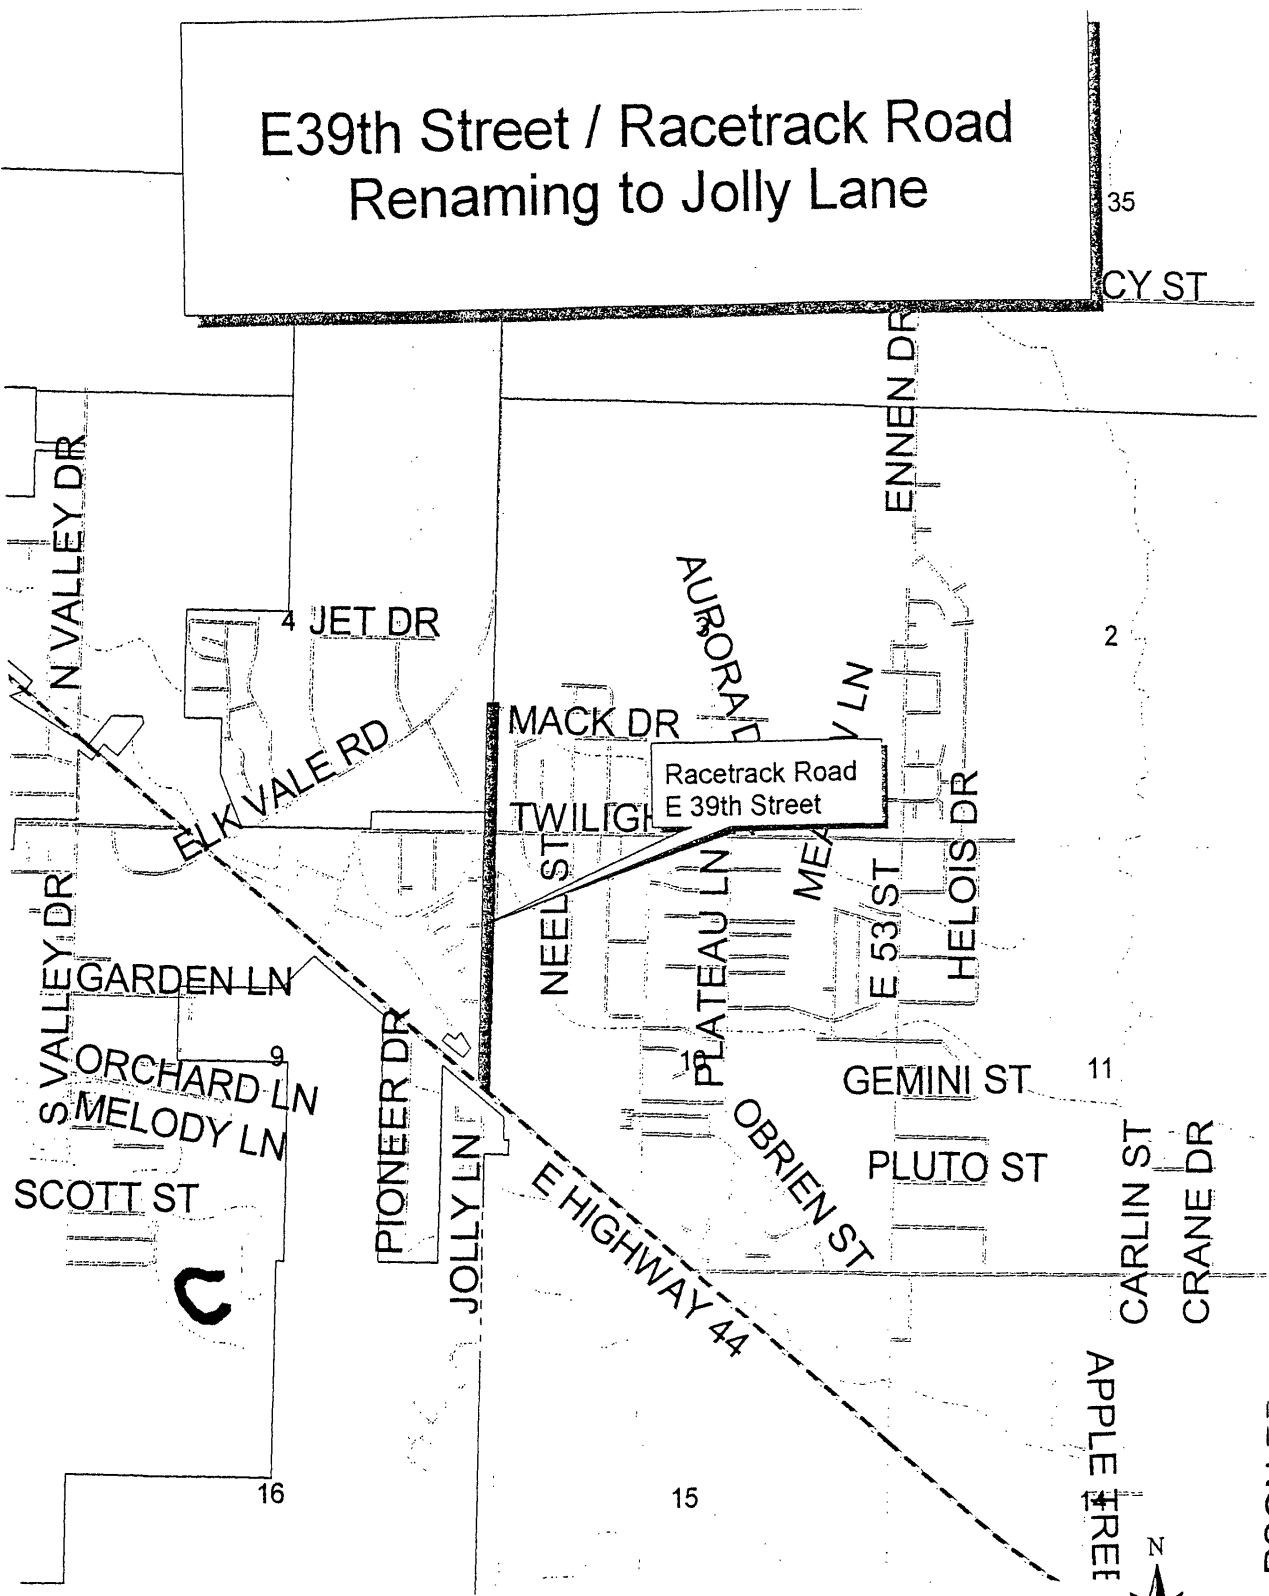 E39th Street / Racetrack Road
Renaming to Jolly Lane
35
CY ST
ENNEN DR
N VALLEY DR
4
JET DR
AURORA D
3
2
V LN
MACK DR
ELK VALE RD
Racetrack Road
E 39th Street
TWILIGH
HELOIS DR
NEEL ST
PLATEAU LN
MEA
E 53 ST
S VALLEY DR
GARDEN LN
9
ORCHARD LN
MELODY LN
PIONEER DR
10
GEMINI ST
11
OBRIEN ST
PLUTO ST
CARLIN ST
CRANE DR
SCOTT ST
JOLLY LN
E HIGHWAY 44
C
APPLE TREE
16
15
14
N